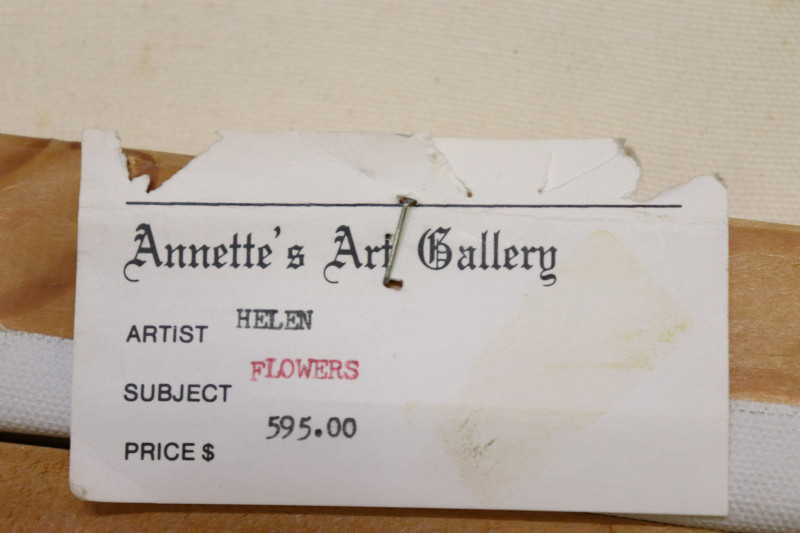 Annette's Art Gallery
ARTIST HELEN
SUBJECT FLOWERS
PRICE $ 595.00